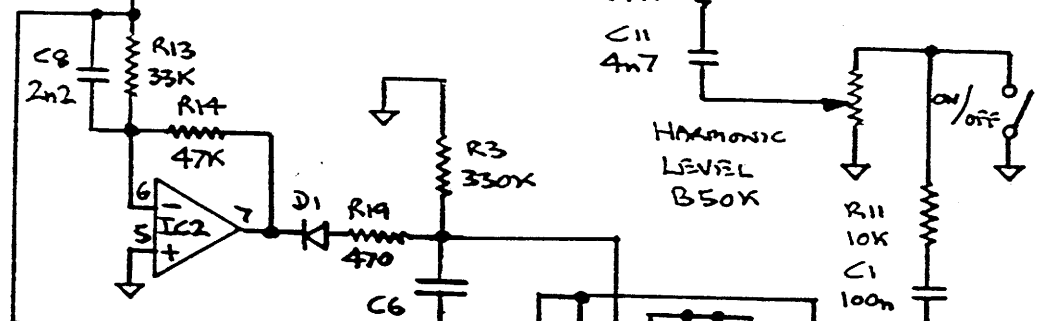 C8
2n2
R13
33K
R14
47K
6
5
7
-
+
IC2
D1
R19
470
R3
330K
C6
C11
4n7
HARMONIC
LEVEL
B50K
ON/OFF
R11
10K
C1
100n